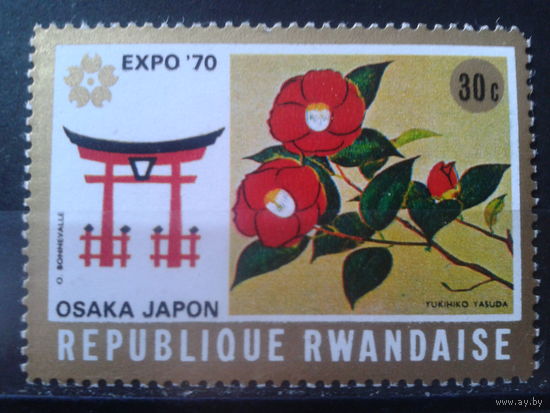 EXPO '70
30c
O. BONNEVALLE
YUKIHIKO YASUDA
OSAKA JAPON
REPUBLIQUE RWANDAISE
www.ay.by